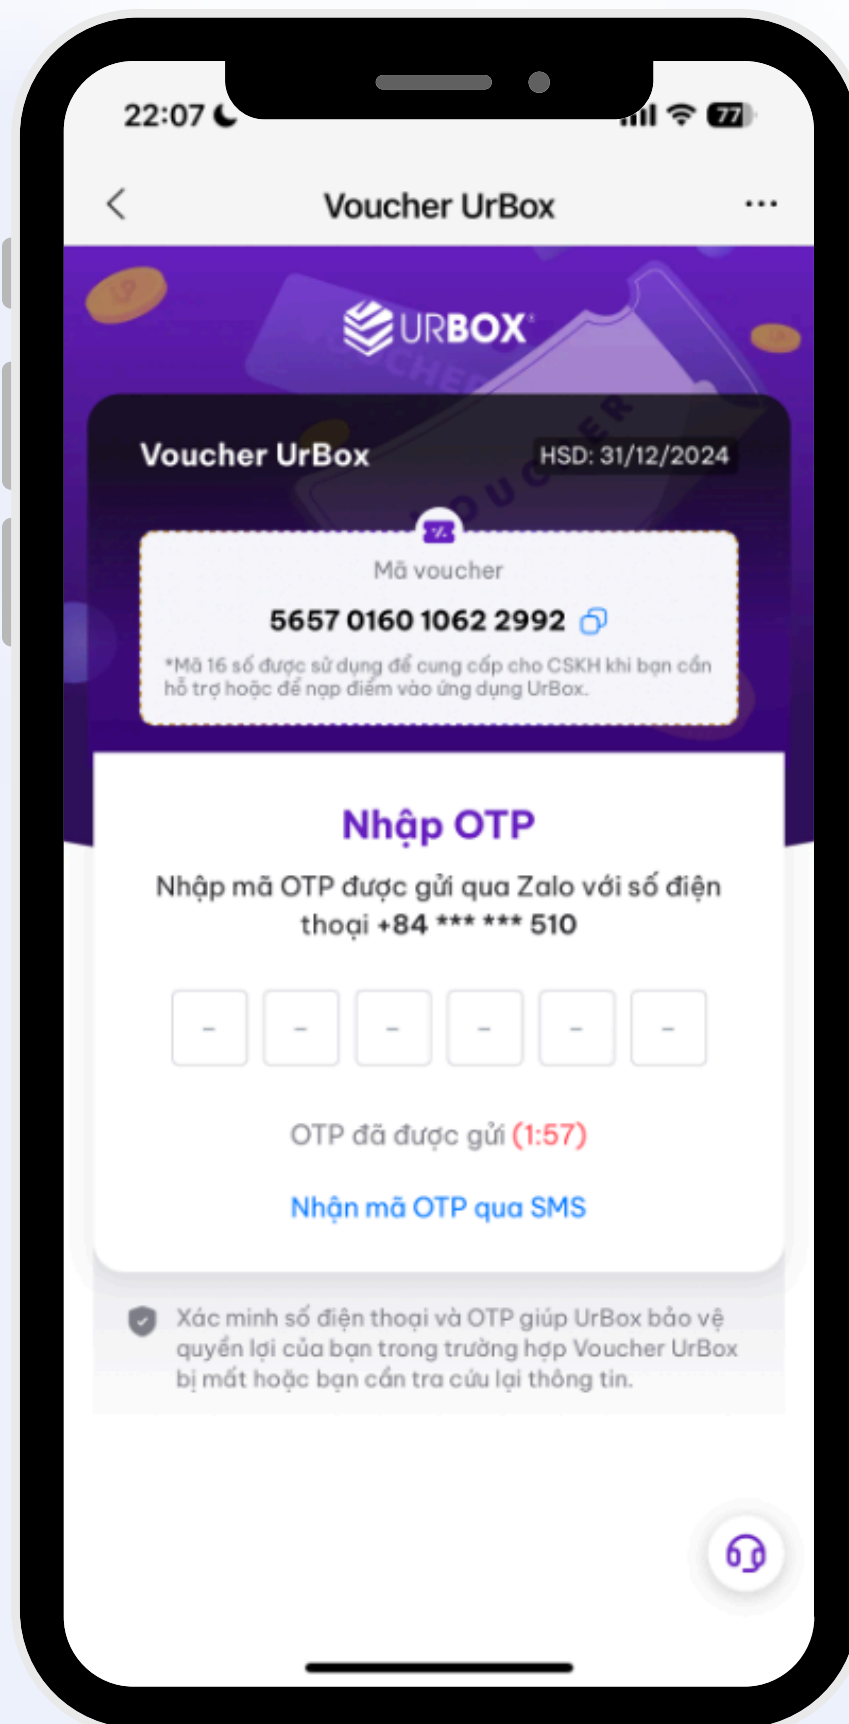 22:07
77
Voucher UrBox
URBOX
VOUCHER
VOUCHER
Voucher UrBox
HSD: 31/12/2024
Mã voucher
5657 0160 1062 2992
*Mã 16 số được sử dụng để cung cấp cho CSKH khi bạn cần
hỗ trợ hoặc để nạp điểm vào ứng dụng UrBox.
Nhập OTP
Nhập mã OTP được gửi qua Zalo với số điện
thoại +84 *** *** 510
- - - - - -
OTP đã được gửi (1:57)
Nhận mã OTP qua SMS
Xác minh số điện thoại và OTP giúp UrBox bảo vệ
quyền lợi của bạn trong trường hợp Voucher UrBox
bị mất hoặc bạn cần tra cứu lại thông tin.